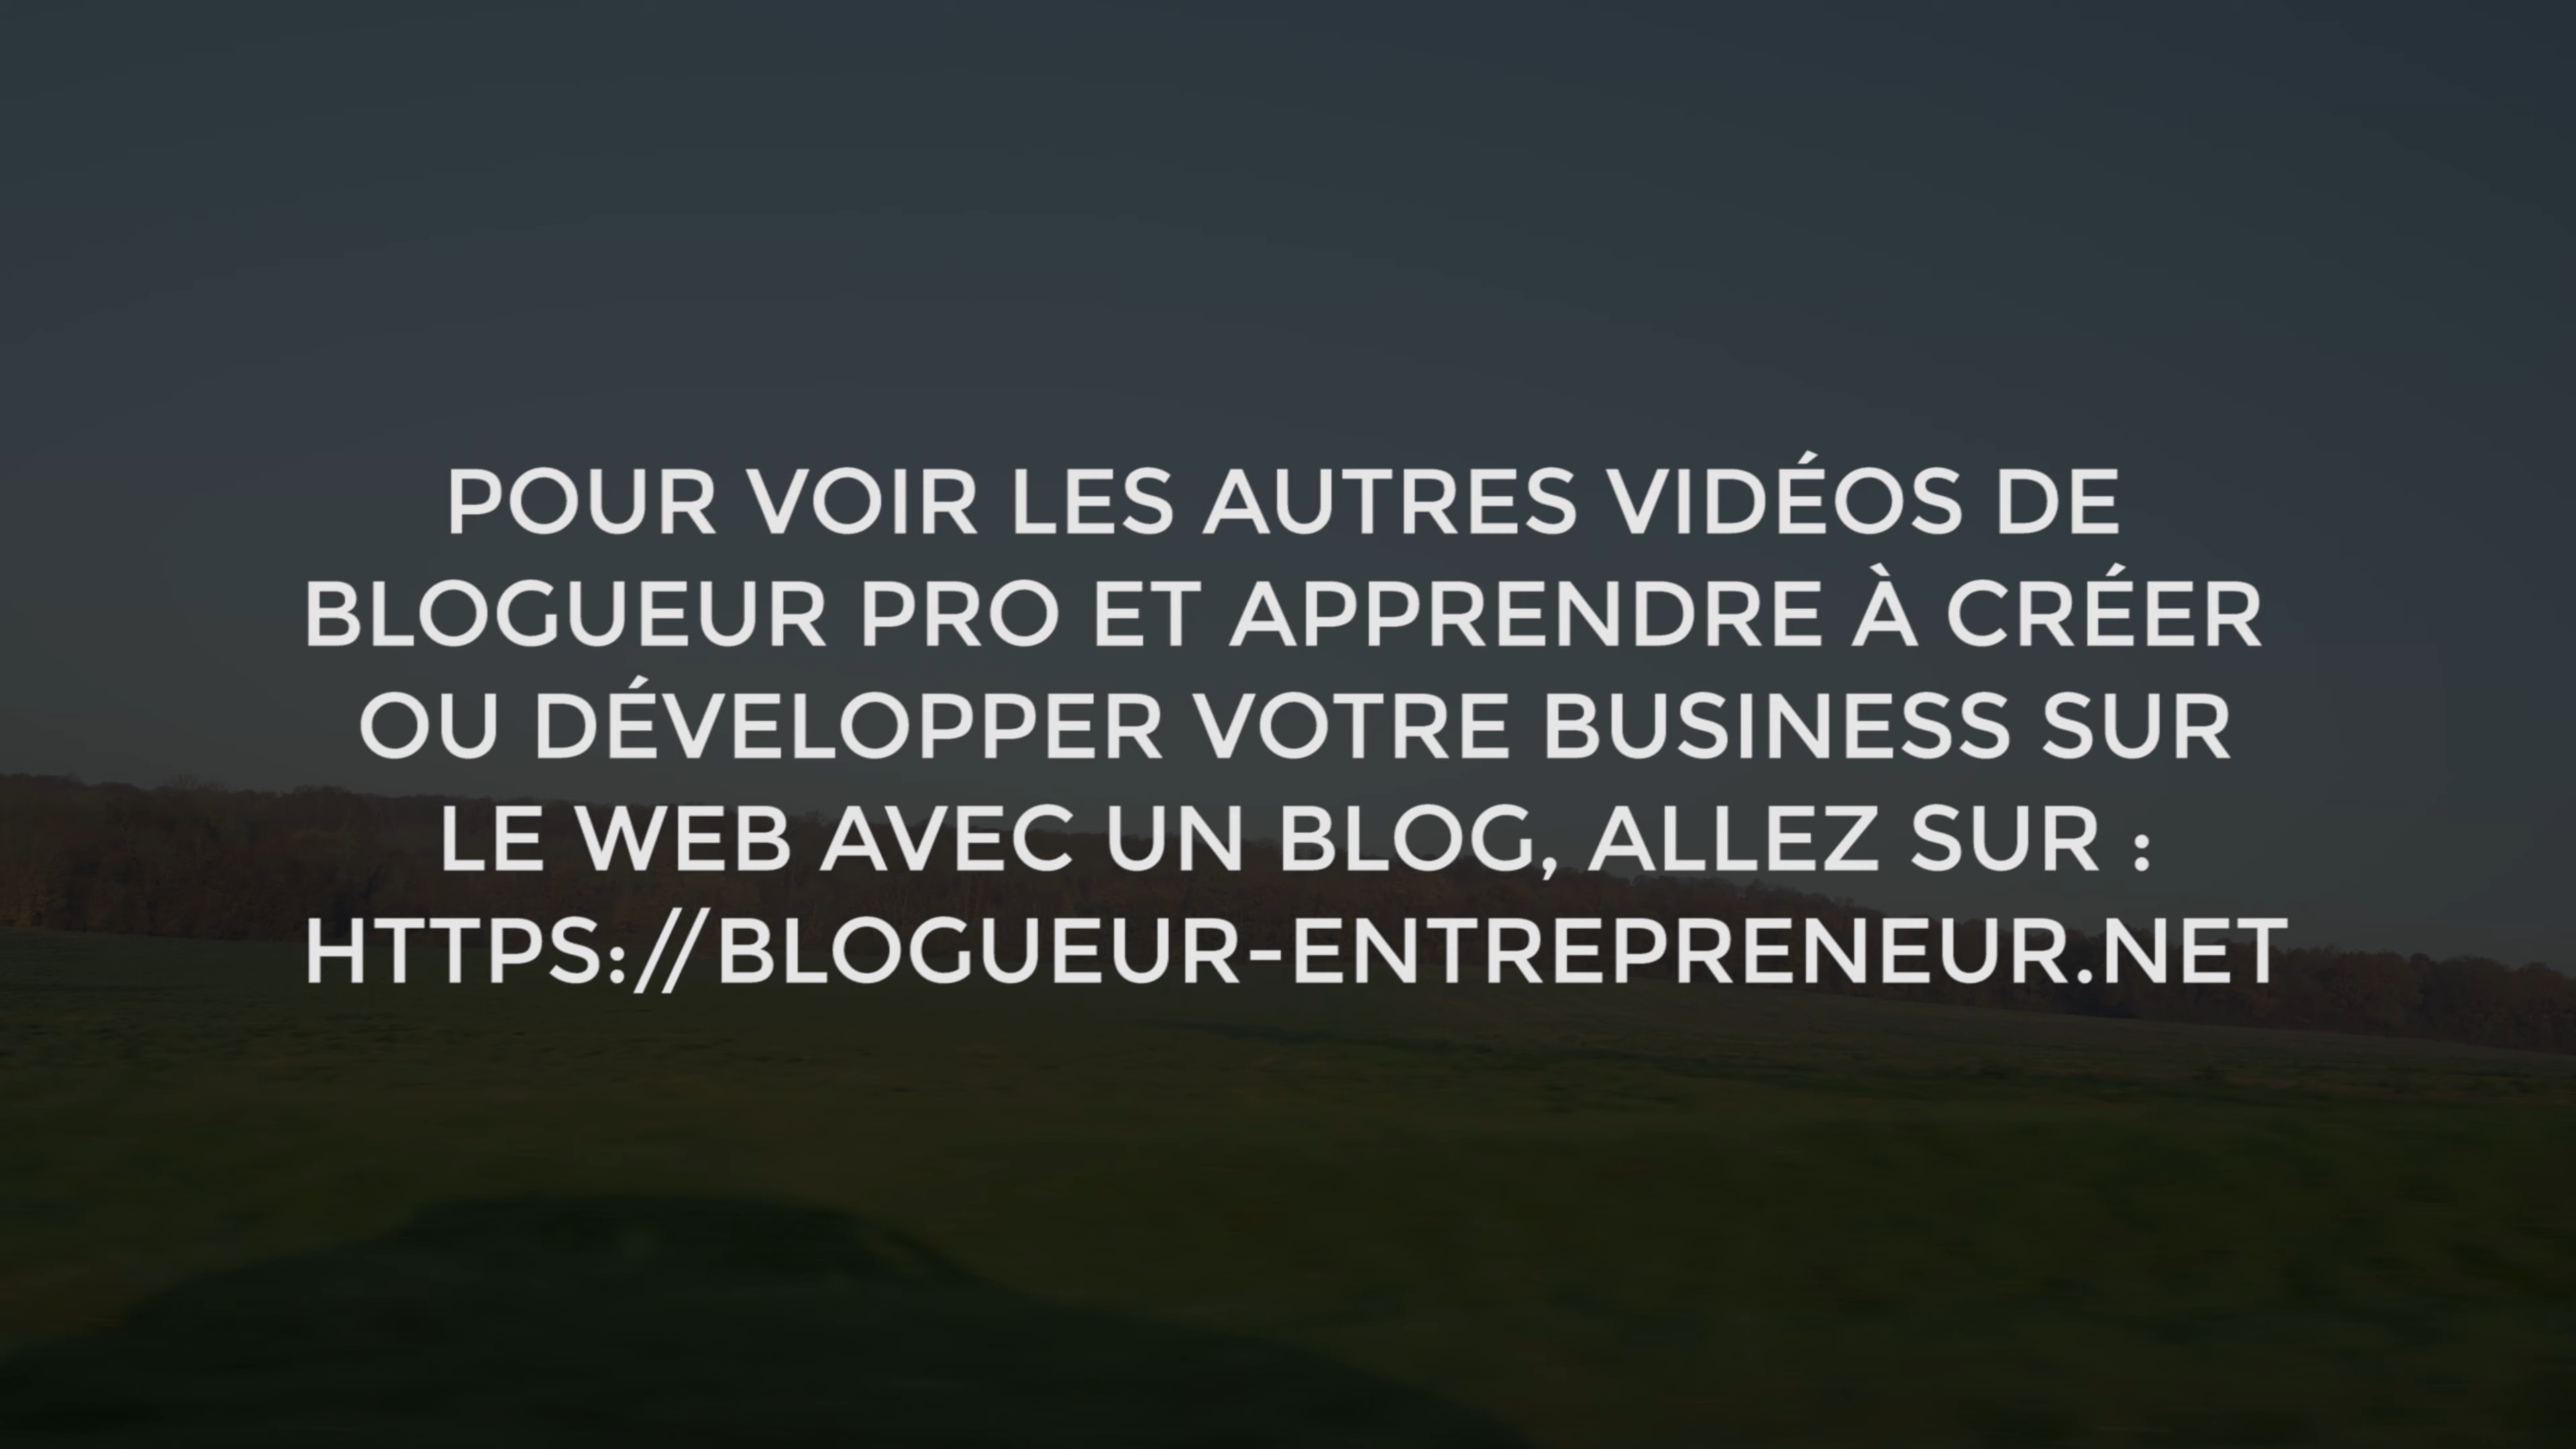 POUR VOIR LES AUTRES VIDÉOS DE
BLOGUEUR PRO ET APPRENDRE À CRÉER
OU DÉVELOPPER VOTRE BUSINESS SUR
LE WEB AVEC UN BLOG, ALLEZ SUR :
HTTPS://BLOGUEUR-ENTREPRENEUR.NET